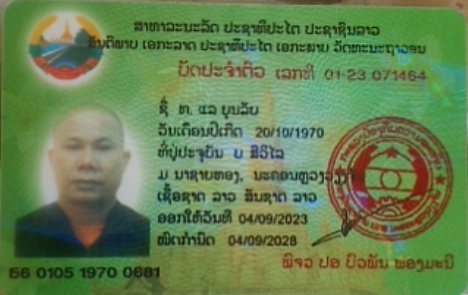 ສາທາລະນະລັດ ປະຊາທິປະໄຕ ປະຊາຊົນລາວ
ສັນຕິພາບ ເອກະລາດ ປະຊາທິປະໄຕ ເອກະພາບ ວັດທະນະຖາວອນ
ບັດປະຈຳຕົວ ເລກທີ 01-23 071464
ຊື່ ທ. ແລ ບຸນລັບ
ວັນເດືອນປີເກີດ 20/10/1970
ທີ່ຢູ່ປະຈຸບັນ ບ ສີວິໄລ
ມ ນາຊາຍທອງ, ນະຄອນຫຼວງວຽງຈັນ
ເຊື້ອຊາດ ລາວ ສັນຊາດ ລາວ
ອອກໃຫ້ວັນທີ 04/09/2023
ໝົດກຳນົດ 04/09/2028
ພົຈວ ປອ ບົວພັນ ພອງມະນີ
БB 0105 1970 0681